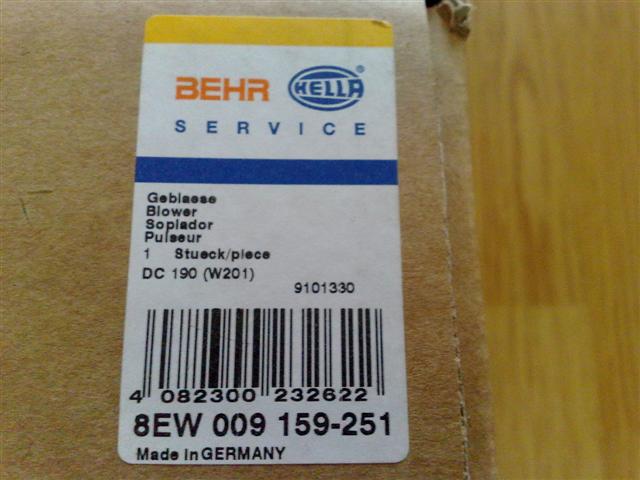 BEHR HELLA®
SERVICE
Geblaese
Blower
Soplador
Pulseur
1 Stueck/piece
DC 190 (W201)
9101330
4 082300 232622
8EW 009 159-251
Made in GERMANY